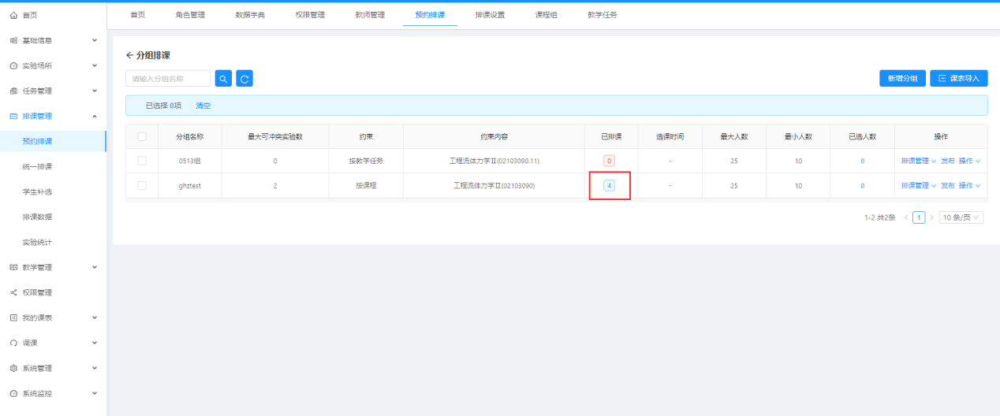 首页
基础信息
实验场所
任务管理
排课管理
预约排课
统一排课
学生补选
排课数据
实验统计
教学管理
权限管理
我的课表
调课
系统管理
系统监控
首页 角色管理 数据字典 权限管理 教师管理 预约排课 排课设置 课程组 教学任务
分组排课
请输入分组名称 新增分组 课表导入
已选择 0项 清空
分组名称 最大可冲突实验数 约束 约束内容 已排课 选课时间 最大人数 最小人数 已选人数 操作
0513组 0 按教学任务 工程流体力学Ⅱ(02103090.11) 0 - 25 10 0 排课管理 发布 操作
ghztest 2 按课程 工程流体力学Ⅱ(02103090) 4 - 25 10 0 排课管理 发布 操作
1-2 共2条 < 1 > 10 条/页